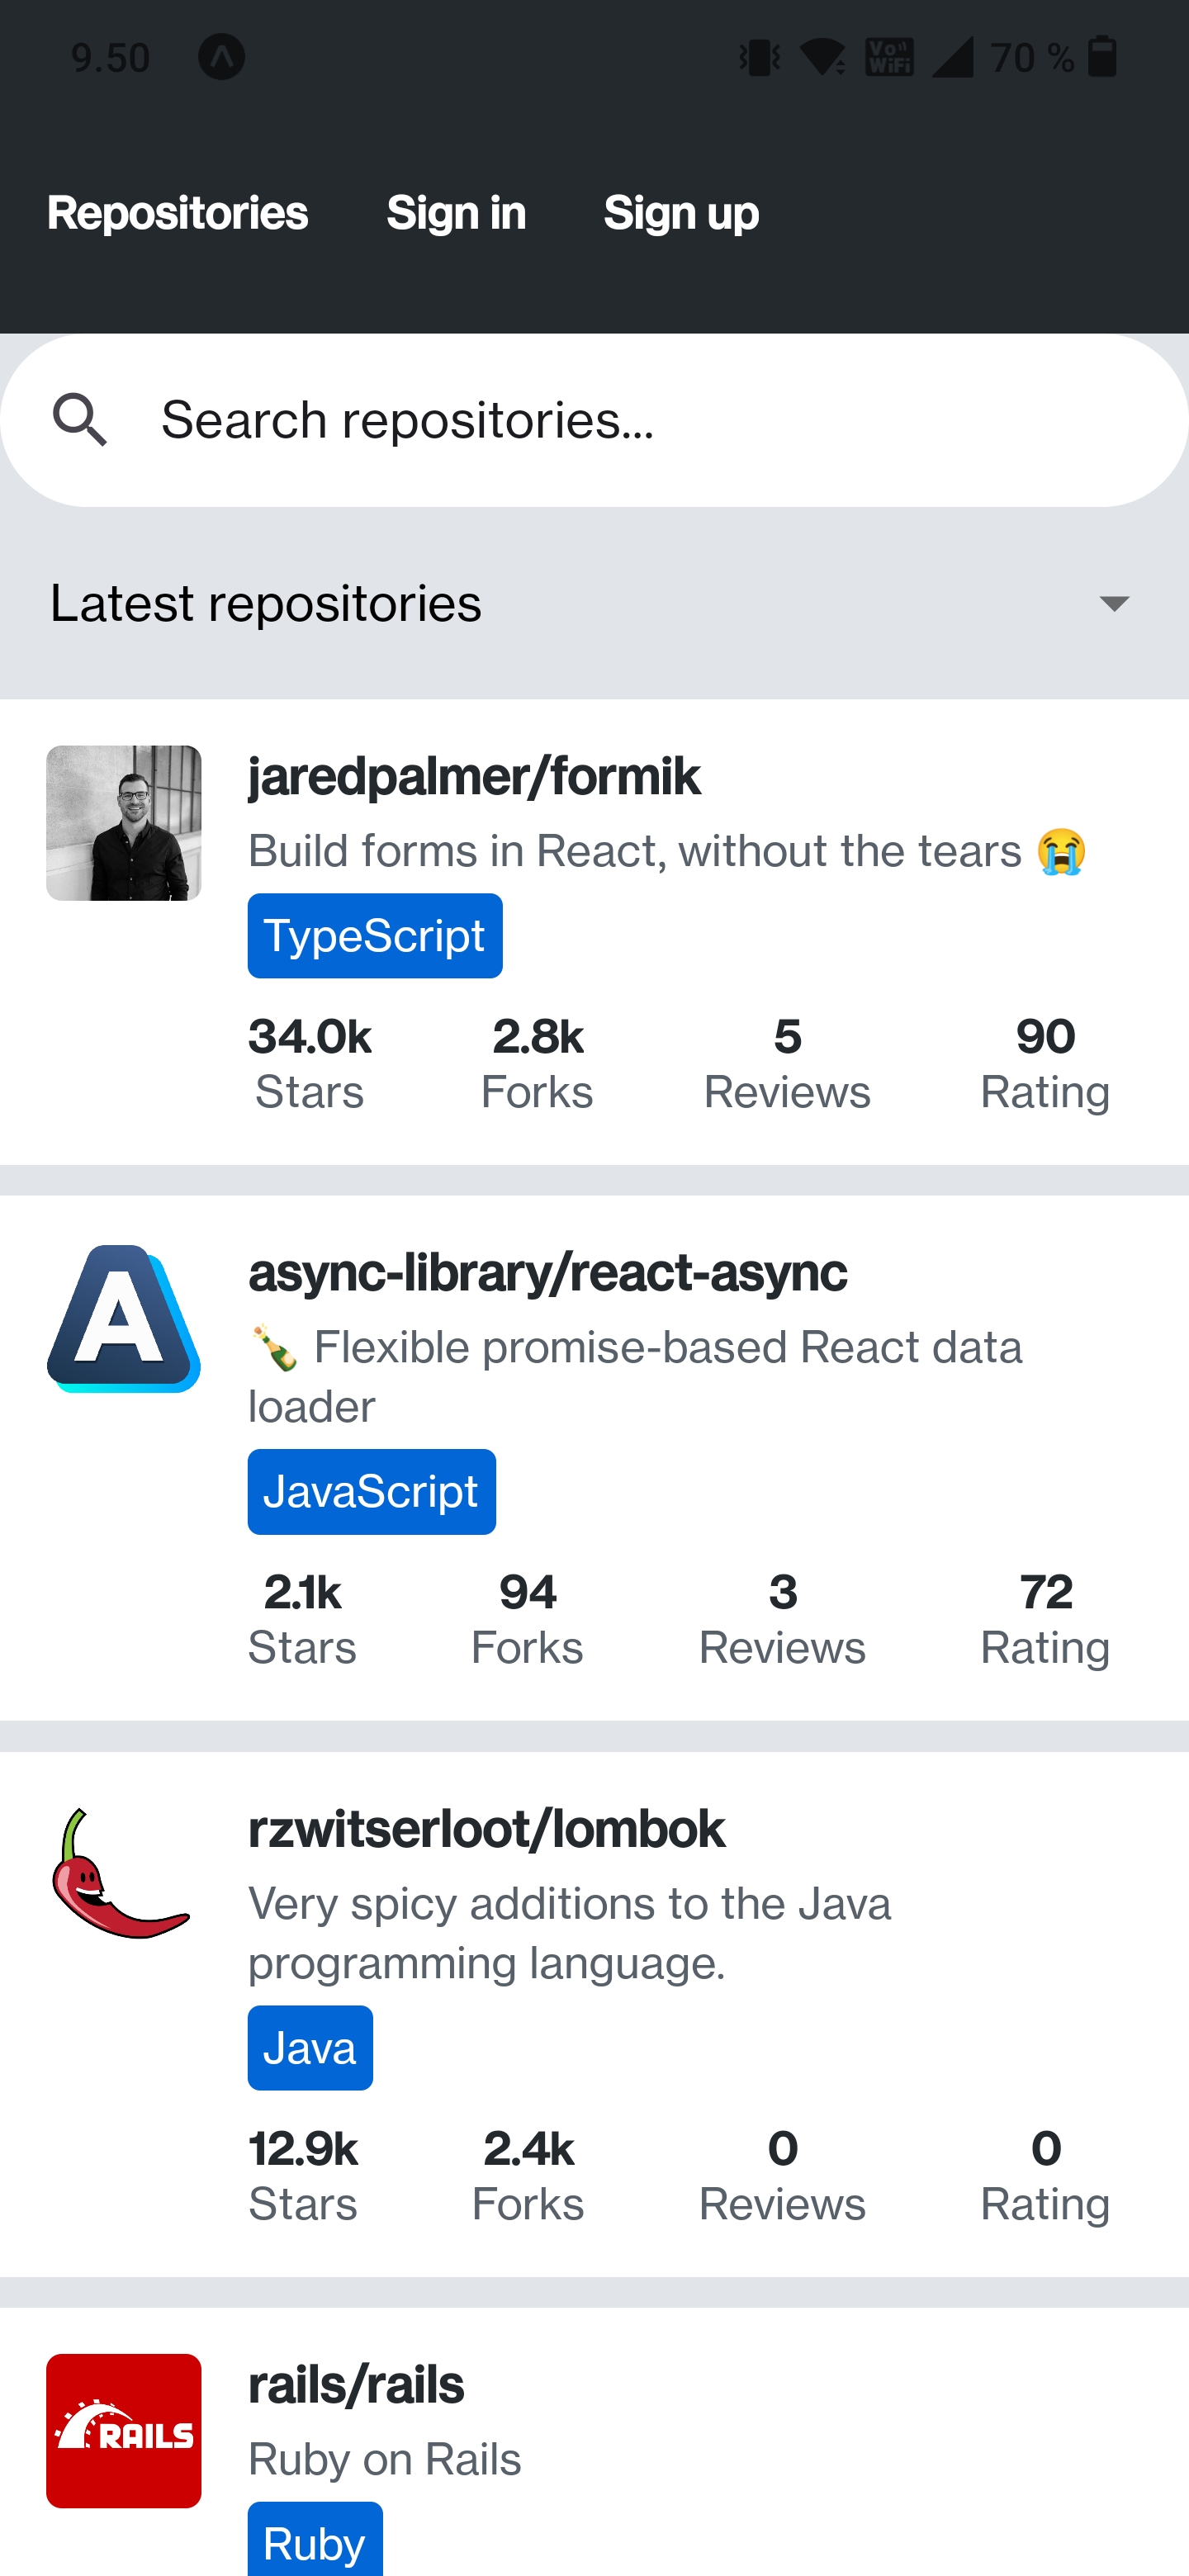 9.50
Vo WiFi 70 %
Repositories Sign in Sign up
Search repositories...
Latest repositories
jaredpalmer/formik
Build forms in React, without the tears 😭
TypeScript
34.0k 2.8k 5 90
Stars Forks Reviews Rating
A
async-library/react-async
🍾 Flexible promise-based React data
loader
JavaScript
2.1k 94 3 72
Stars Forks Reviews Rating
rzwitserloot/lombok
Very spicy additions to the Java
programming language.
Java
12.9k 2.4k 0 0
Stars Forks Reviews Rating
rails/rails
RAILS
Ruby on Rails
Ruby